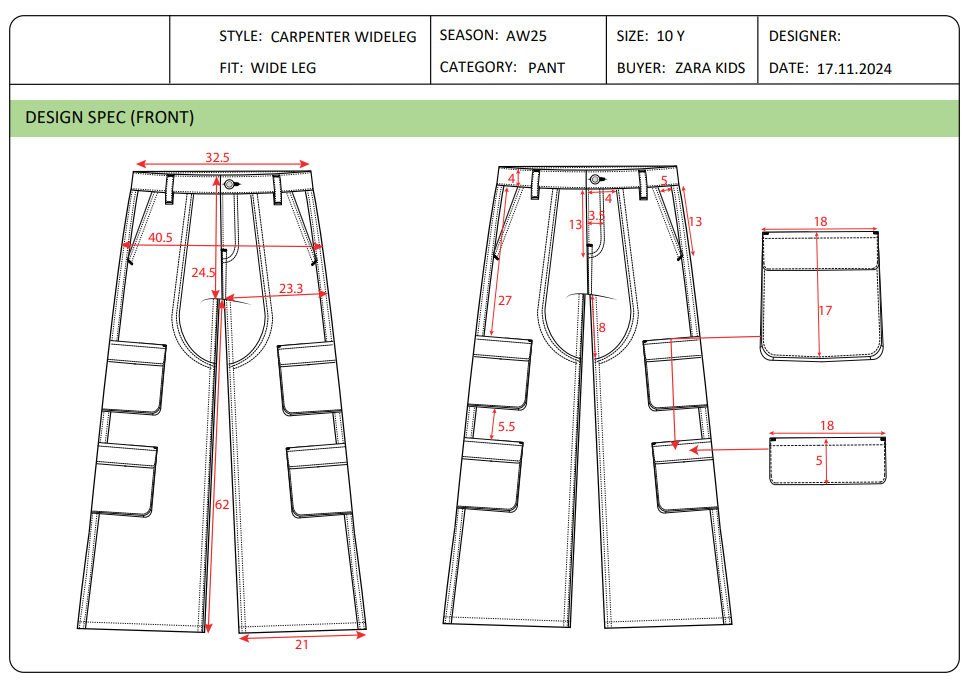 STYLE: CARPENTER WIDELEG
FIT: WIDE LEG
SEASON: AW25
CATEGORY: PANT
SIZE: 10 Y
BUYER: ZARA KIDS
DESIGNER:
DATE: 17.11.2024
DESIGN SPEC (FRONT)
32.5
40.5
24.5
23.3
62
21
4
5
4
3.5
13
13
27
8
5.5
18
17
18
5